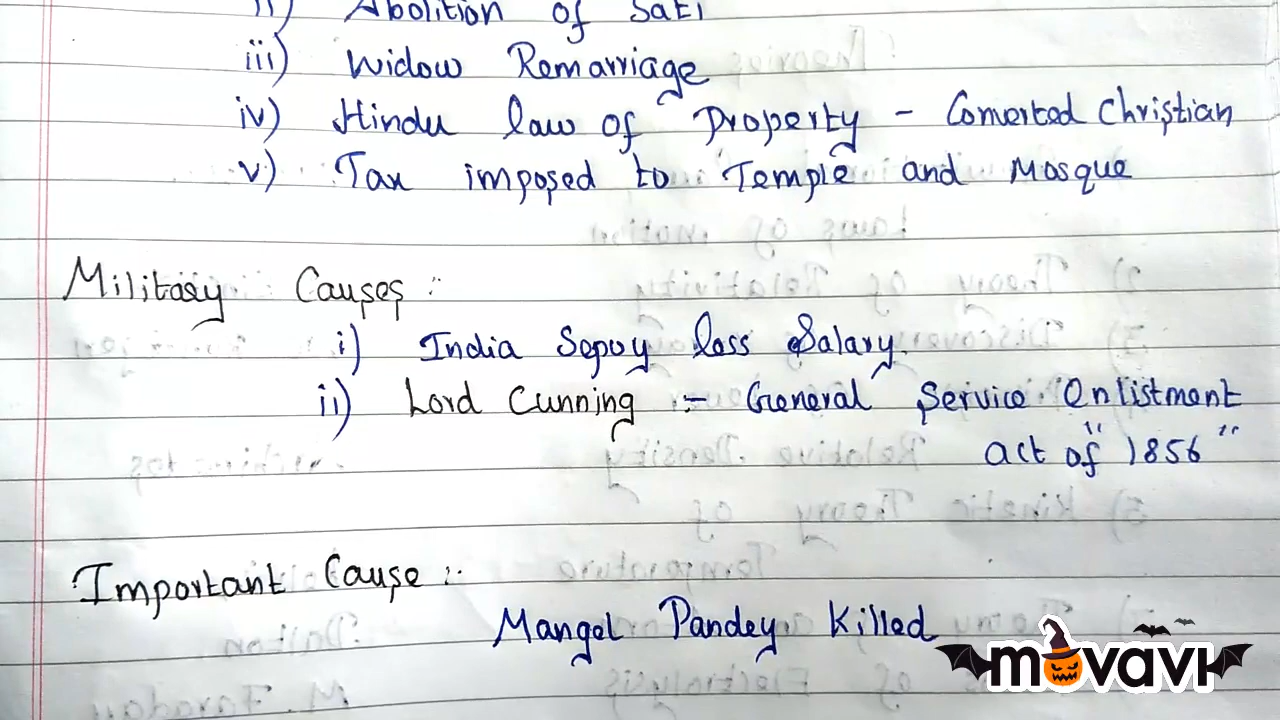 ii) Abolition of Sati
iii) Widow Remarriage
iv) Hindu law of Property - Converted Christian
v) Tax imposed to Temple and Mosque
Military Causes :
i) India Sepoy less Salary.
ii) Lord Cunning :- General Service Enlistment
act of "1856"
Important Cause :
Mangel Pandey Killed
movavi